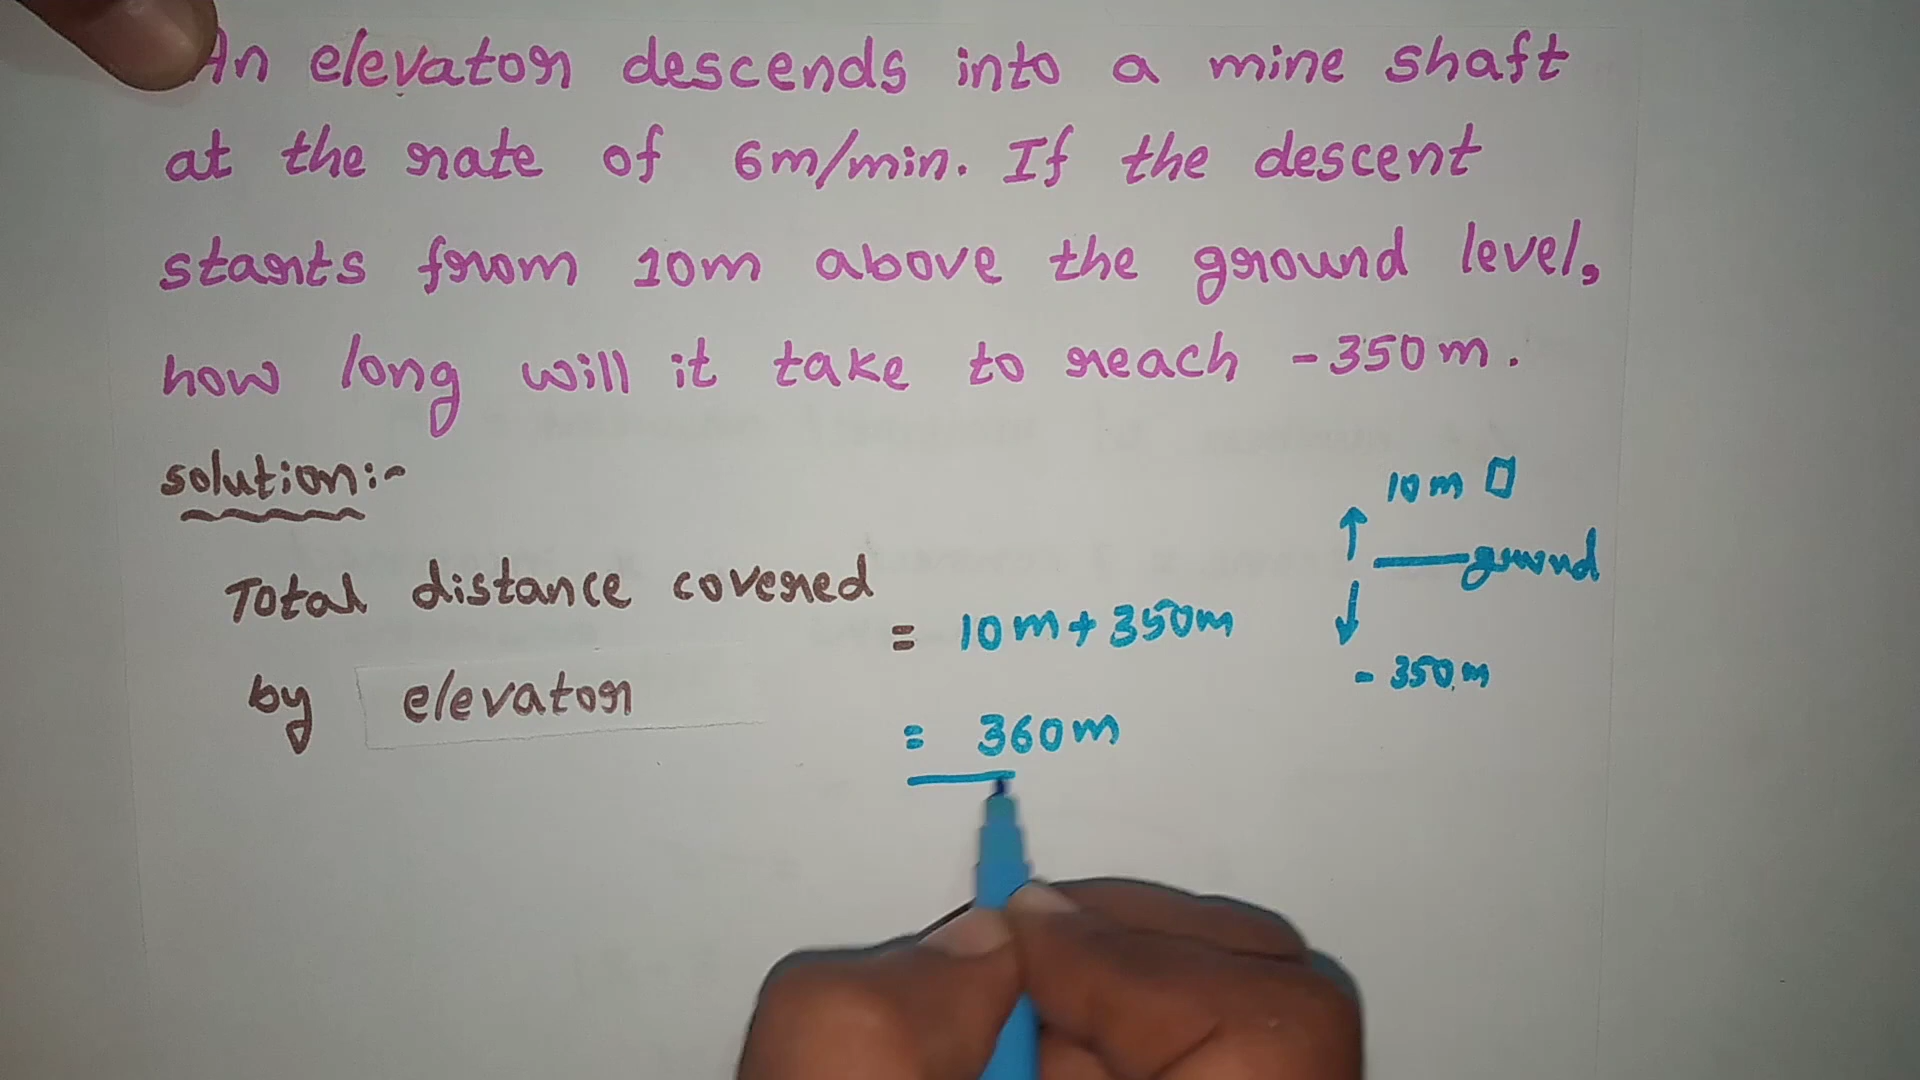 An elevator descends into a mine shaft
at the rate of 6m/min. If the descent
starts from 10m above the ground level,
how long will it take to reach -350m.
solution:-
Total distance covered
by elevator
= 10m+350m
= 360m
10m
ground
- 350m